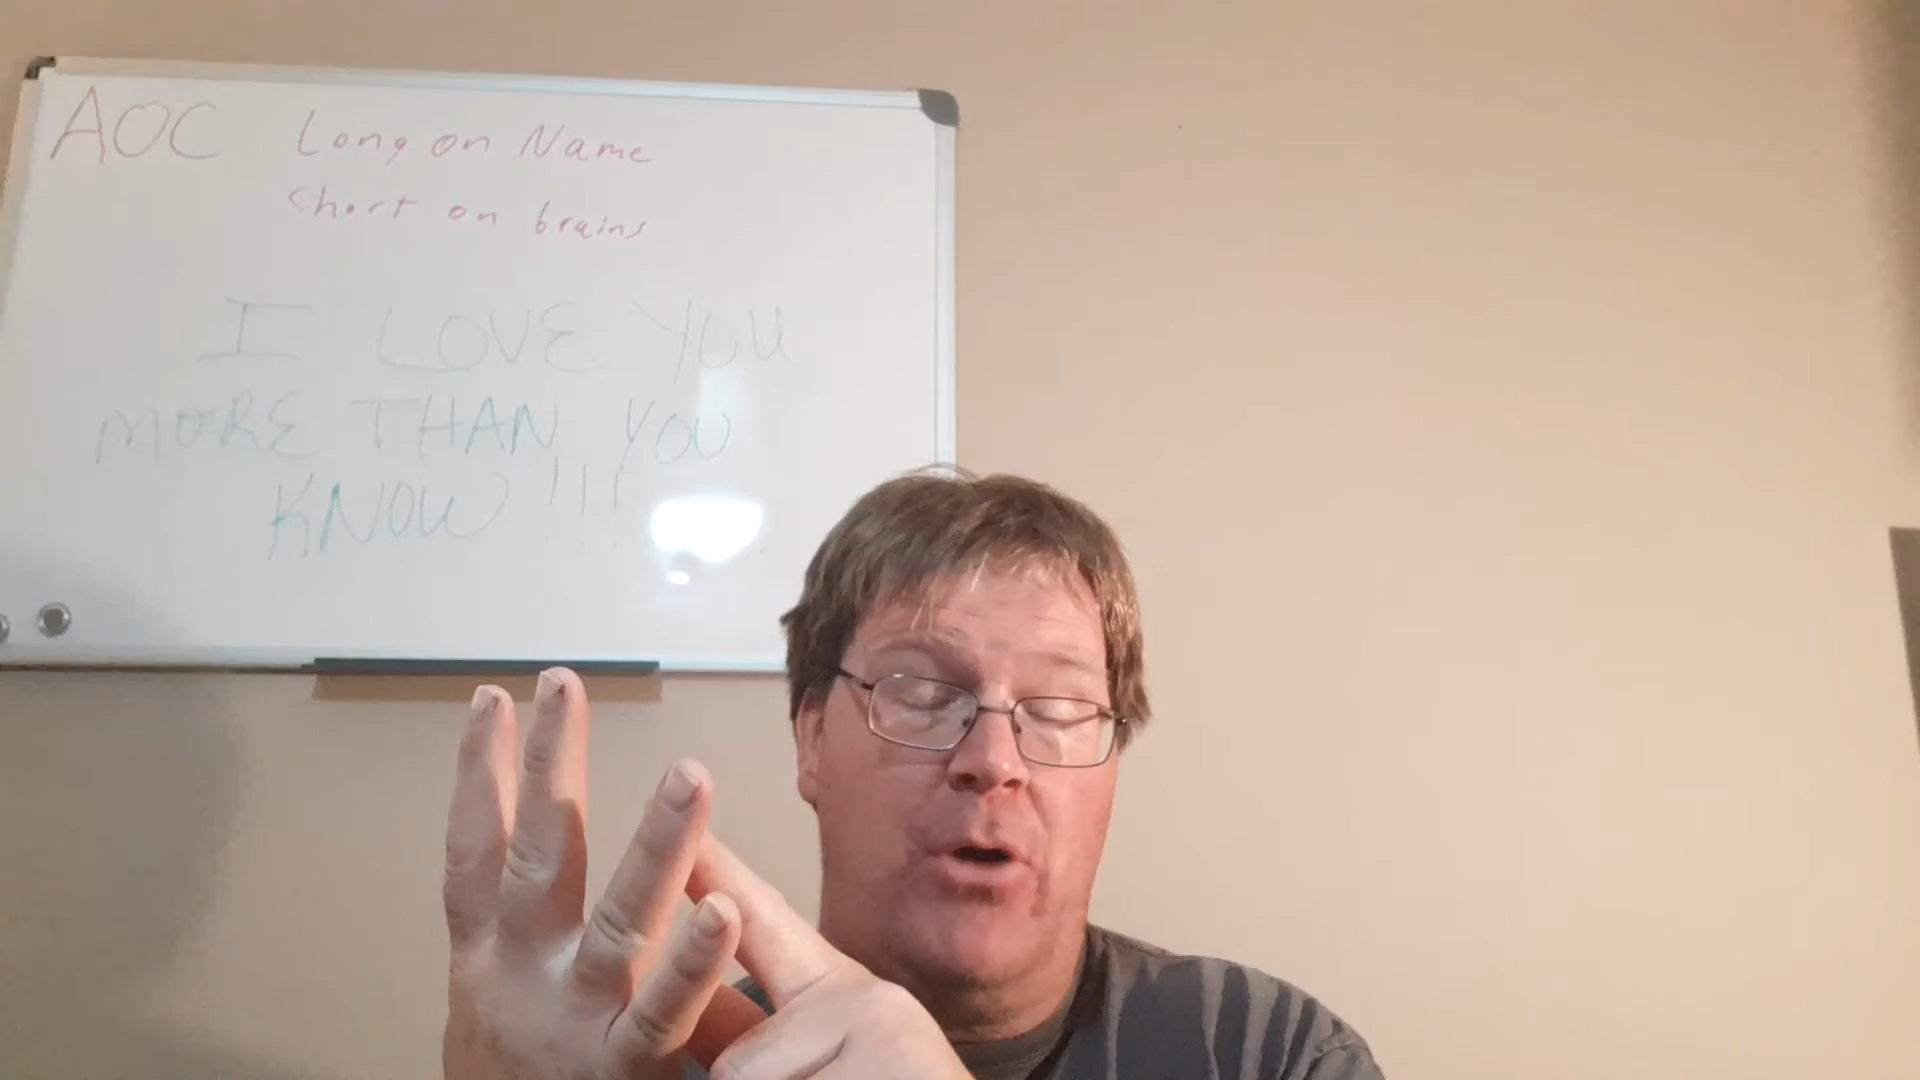 AOC Long on Name
short on brains
I LOVE YOU
MORE THAN YOU
KNOW!!!